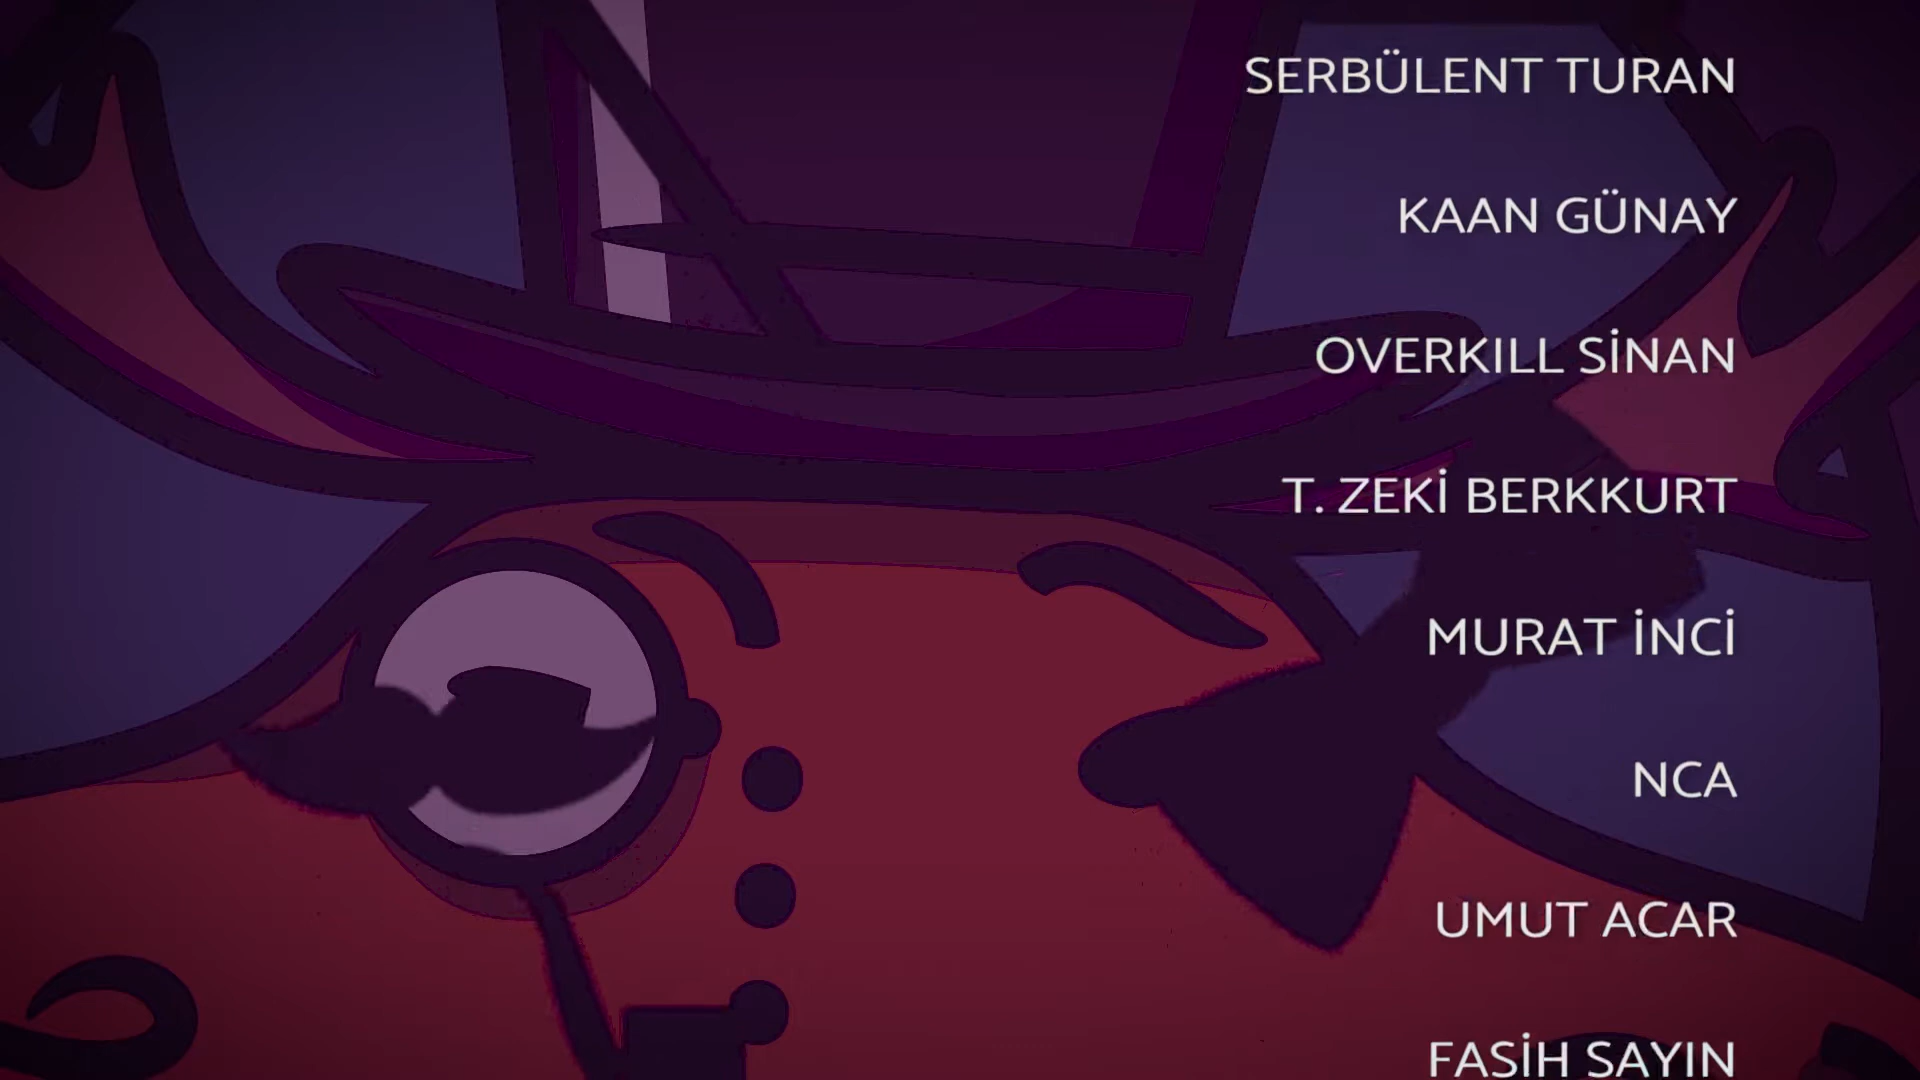 SERBÜLENT TURAN
KAAN GÜNAY
OVERKILL SİNAN
T. ZEKİ BERKKURT
MURAT İNCİ
NCA
UMUT ACAR
FASİH SAYIN